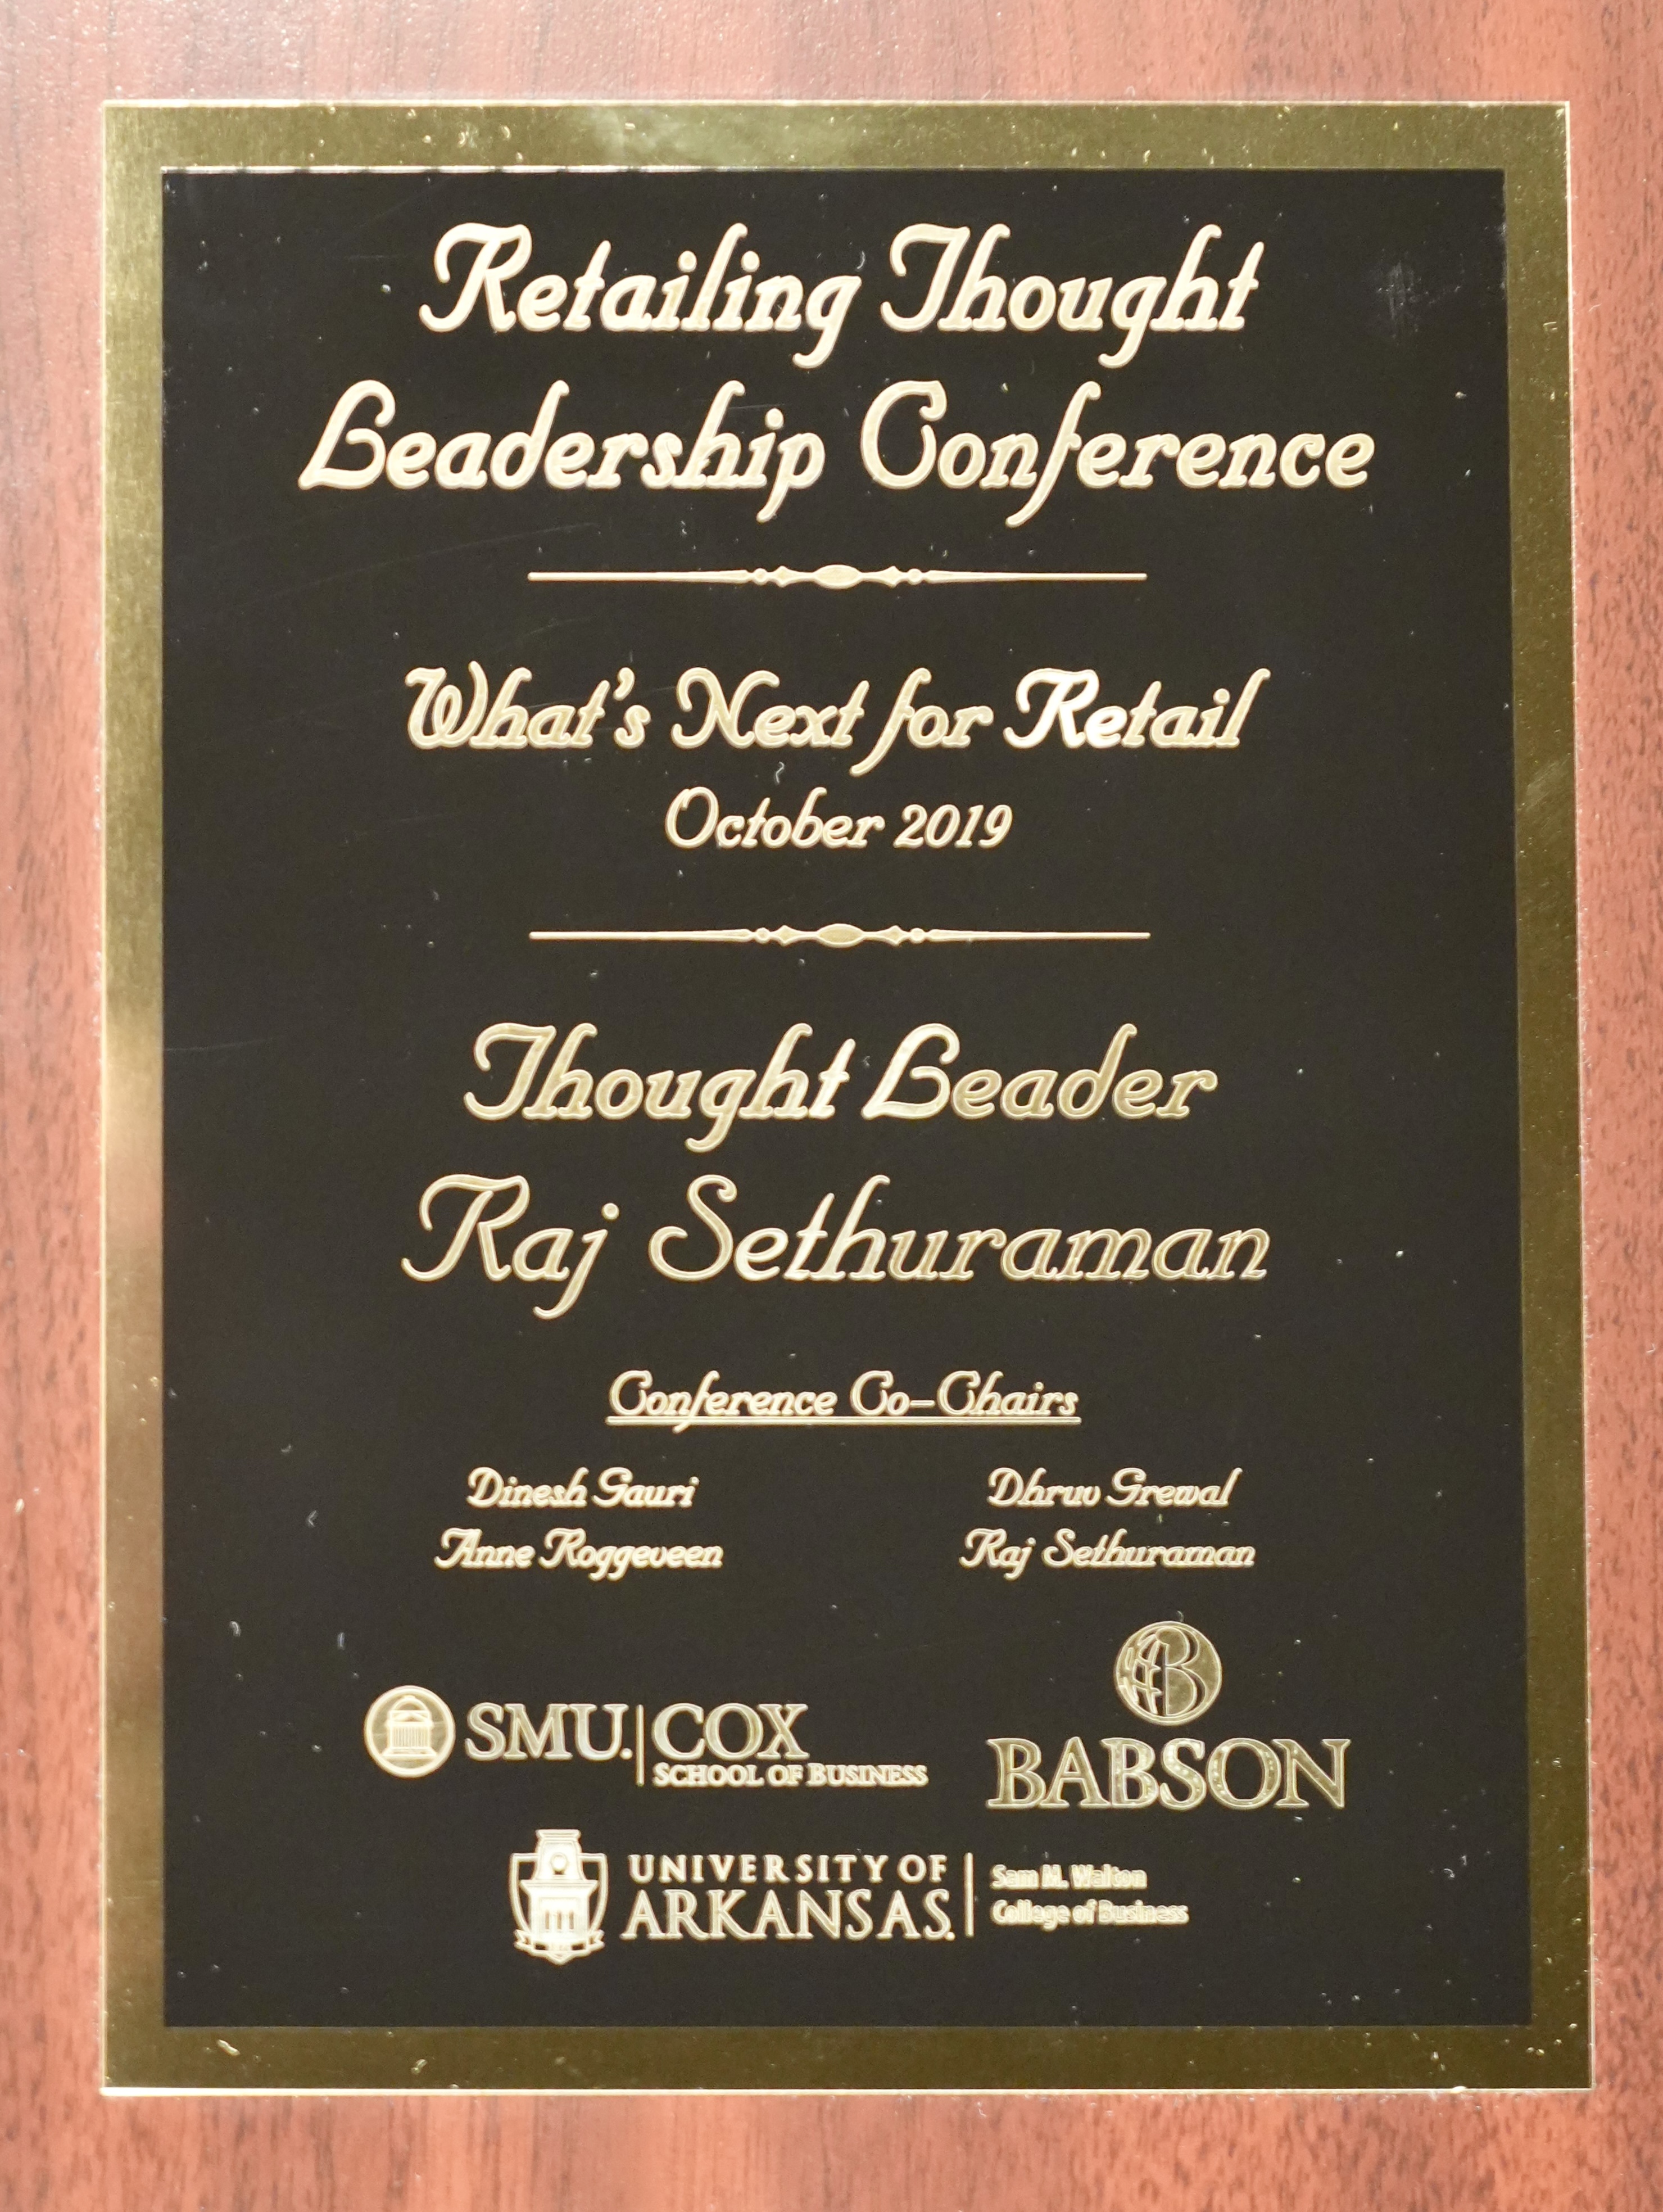 Retailing Thought
Leadership Conference
What's Next for Retail
October 2019
Thought Leader
Raj Sethuraman
Conference Co-Chairs
Dinesh Gauri
Dhruv Grewal
Anne Roggeveen
Raj Sethuraman
SMU. COX
SCHOOL OF BUSINESS
B
BABSON
UNIVERSITY OF
ARKANSAS.
Sam M. Walton
College of Business